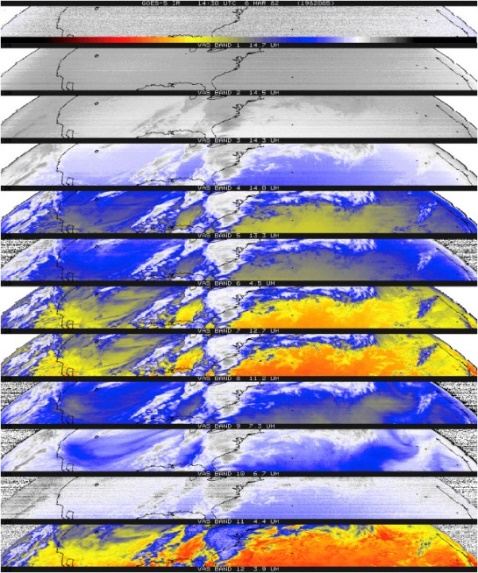 GOES-5 IR 14:30 UTC 6 MAR 82 (1982065)
VAS BAND 1 14.7 UM
VAS BAND 2 14.5 UM
VAS BAND 3 14.3 UM
VAS BAND 4 14.0 UM
VAS BAND 5 13.3 UM
VAS BAND 6 4.5 UM
VAS BAND 7 12.7 UM
VAS BAND 8 11.2 UM
VAS BAND 9 7.3 UM
VAS BAND 10 6.7 UM
VAS BAND 11 4.4 UM
VAS BAND 12 3.9 UM